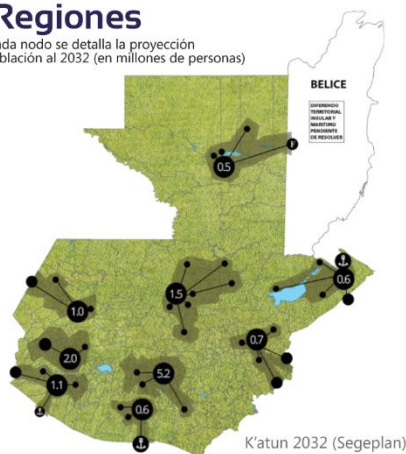 Regiones
ada nodo se detalla la proyección
oblación al 2032 (en millones de personas)
BELICE
DIFERENDO
TERRITORIAL
INSULAR Y
MARITIMO
PENDIENTE
DE RESOLVER
F
0.5
1.5
0.6
1.0
0.7
2.0
5.2
1.1
0.6
K'atun 2032 (Segeplan)